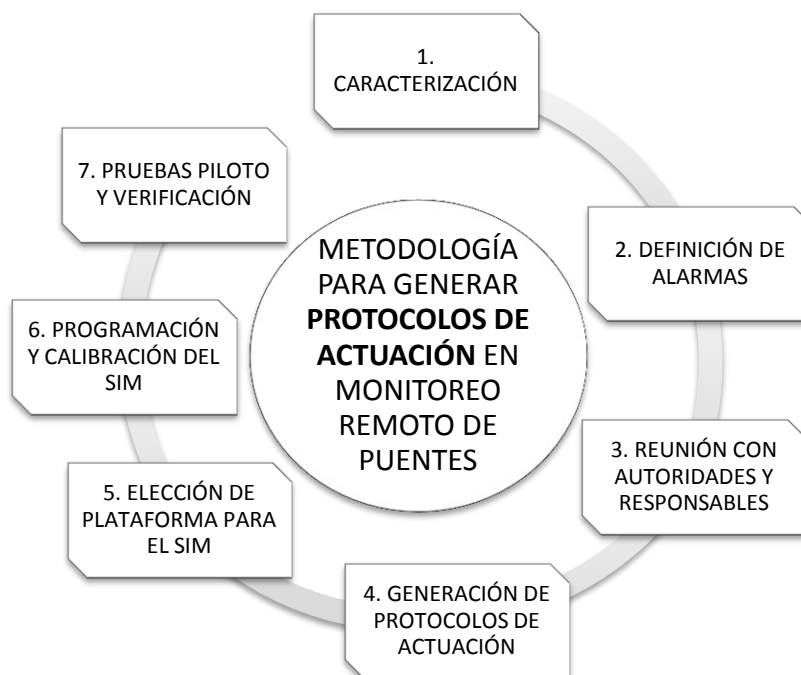 1.
CARACTERIZACIÓN
2. DEFINICIÓN DE
ALARMAS
3. REUNIÓN CON
AUTORIDADES Y
RESPONSABLES
4. GENERACIÓN DE
PROTOCOLOS DE
ACTUACIÓN
5. ELECCIÓN DE
PLATAFORMA PARA
EL SIM
6. PROGRAMACIÓN
Y CALIBRACIÓN DEL
SIM
7. PRUEBAS PILOTO
Y VERIFICACIÓN
METODOLOGÍA
PARA GENERAR
PROTOCOLOS DE
ACTUACIÓN EN
MONITOREO
REMOTO DE
PUENTES